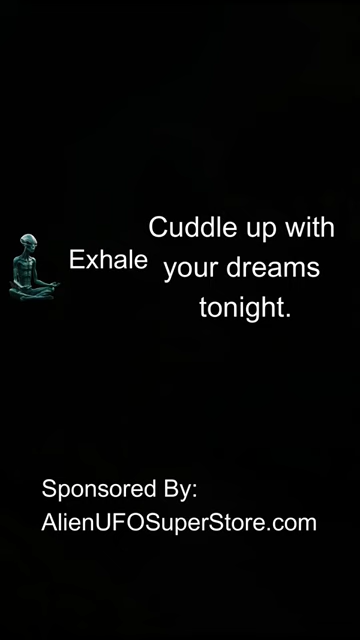 Cuddle up with
Exhale
your dreams
tonight.
Sponsored By:
AlienUFOSuperStore.com